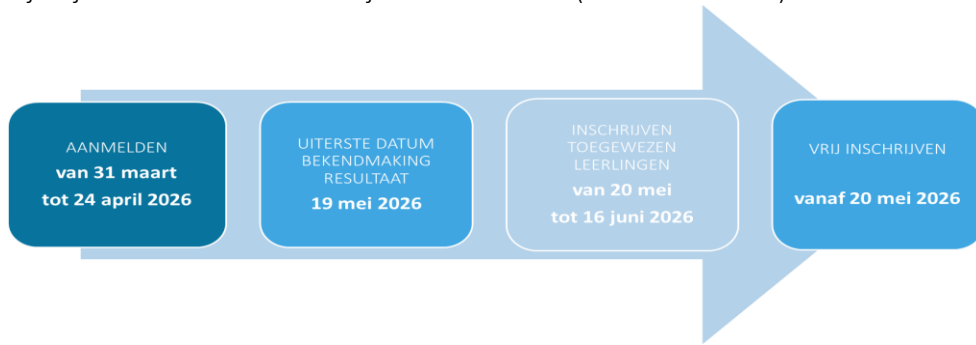 AANMELDEN
van 31 maart
tot 24 april 2026
UITERSTE DATUM
BEKENDMAKING
RESULTAAT
19 mei 2026
INSCHRIJVEN
TOEGEWEZEN
LEERLINGEN
van 20 mei
tot 16 juni 2026
VRIJ INSCHRIJVEN
vanaf 20 mei 2026